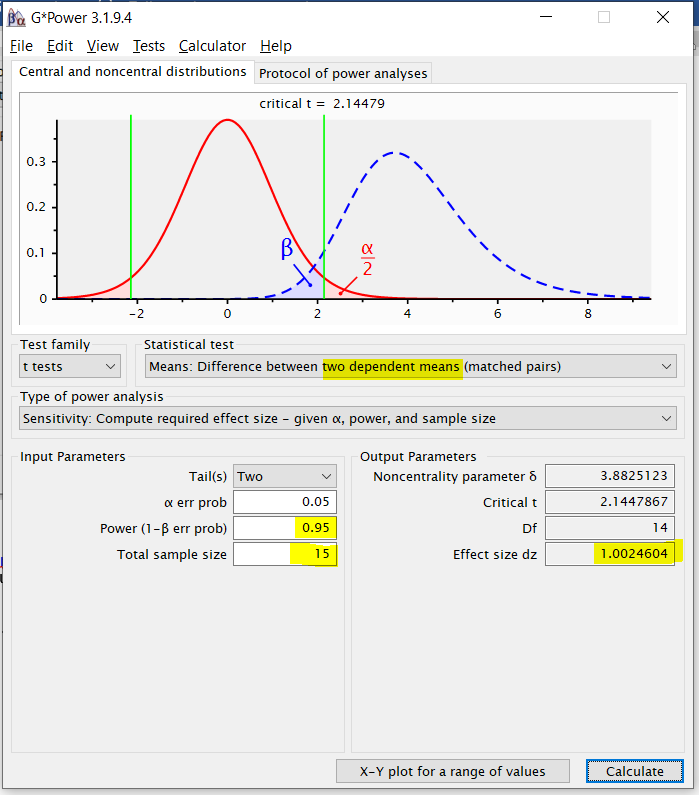 βα G*Power 3.1.9.4
File Edit View Tests Calculator Help
Central and noncentral distributions Protocol of power analyses
critical t = 2.14479
0.3
0.2
0.1
0
β
α
2
-2 0 2 4 6 8
Test family Statistical test
t tests Means: Difference between two dependent means (matched pairs)
Type of power analysis
Sensitivity: Compute required effect size - given α, power, and sample size
Input Parameters Output Parameters
Tail(s) Two Noncentrality parameter δ 3.8825123
α err prob 0.05 Critical t 2.1447867
Power (1-β err prob) 0.95 Df 14
Total sample size 15 Effect size dz 1.0024604
X-Y plot for a range of values Calculate